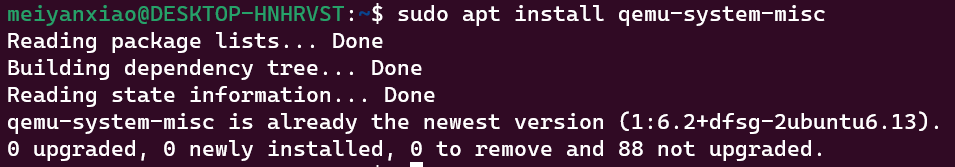 meiyanxiao@DESKTOP-HNHRVST:~$ sudo apt install qemu-system-misc
Reading package lists... Done
Building dependency tree... Done
Reading state information... Done
qemu-system-misc is already the newest version (1:6.2+dfsg-2ubuntu6.13).
0 upgraded, 0 newly installed, 0 to remove and 88 not upgraded.